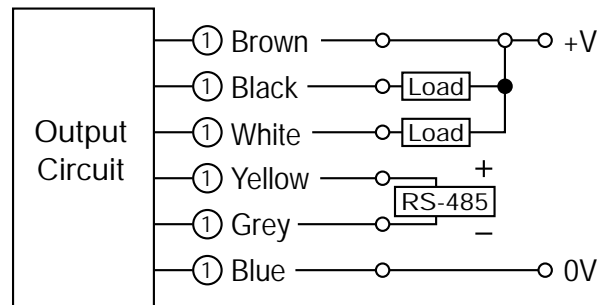 Output
Circuit
1 Brown +V
1 Black Load
1 White Load
1 Yellow +
RS-485
1 Grey −
1 Blue 0V